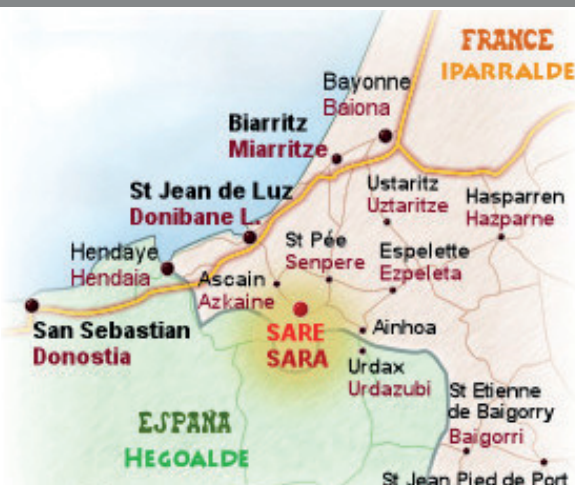 FRANCE
IPARRALDE
Bayonne
Baiona
Biarritz
Miarritze
St Jean de Luz
Donibane L.
Ustaritz
Uztaritze
Hasparren
Hazparne
Hendaye
Hendaia
St Pée
Senpere
Espelette
Ezpeleta
Ascain
Azkaine
San Sebastian
Donostia
SARE
SARA
Ainhoa
Urdax
Urdazubi
St Etienne
de Baigorry
Baigorri
ESPAÑA
HEGOALDE
St Jean Pied de Port